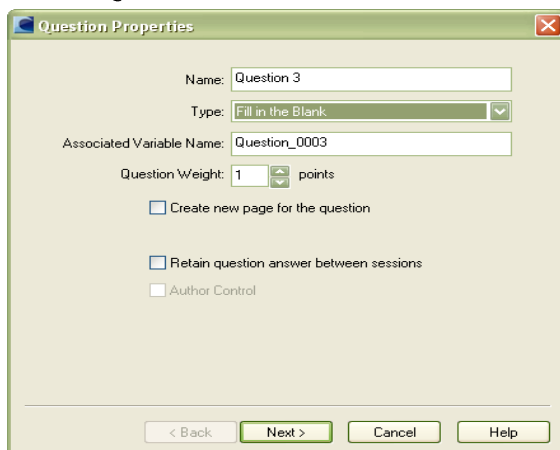 Question Properties
Name: Question 3
Type: Fill in the Blank
Associated Variable Name: Question_0003
Question Weight: 1 points
Create new page for the question
Retain question answer between sessions
Author Control
< Back Next > Cancel Help